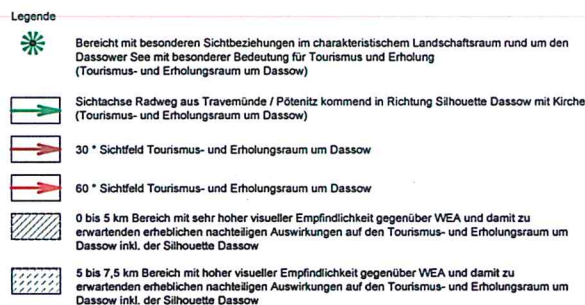 Legende
Bereicht mit besonderen Sichtbeziehungen im charakteristischem Landschaftsraum rund um den
Dassower See mit besonderer Bedeutung für Tourismus und Erholung
(Tourismus- und Erholungsraum um Dassow)
Sichtachse Radweg aus Travemünde / Pötenitz kommend in Richtung Silhouette Dassow mit Kirche
(Tourismus- und Erholungsraum um Dassow)
30 ° Sichtfeld Tourismus- und Erholungsraum um Dassow
60 ° Sichtfeld Tourismus- und Erholungsraum um Dassow
0 bis 5 km Bereich mit sehr hoher visueller Empfindlichkeit gegenüber WEA und damit zu
erwartenden erheblichen nachteiligen Auswirkungen auf den Tourismus- und Erholungsraum um
Dassow inkl. der Silhouette Dassow
5 bis 7,5 km Bereich mit hoher visueller Empfindlichkeit gegenüber WEA und damit zu
erwartenden erheblichen nachteiligen Auswirkungen auf den Tourismus- und Erholungsraum um
Dassow inkl. der Silhouette Dassow